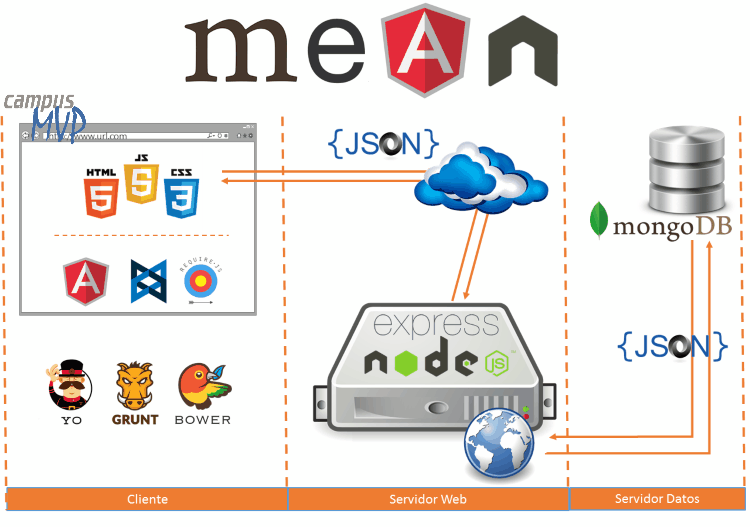 meAn
campus
MVP
http://www.url.com
HTML
5
JS
5
CSS
3
A
REQUIRE·JS
YO
GRUNT
BOWER
{JSON}
express
node
JS
mongoDB
{JSON}
Cliente
Servidor Web
Servidor Datos